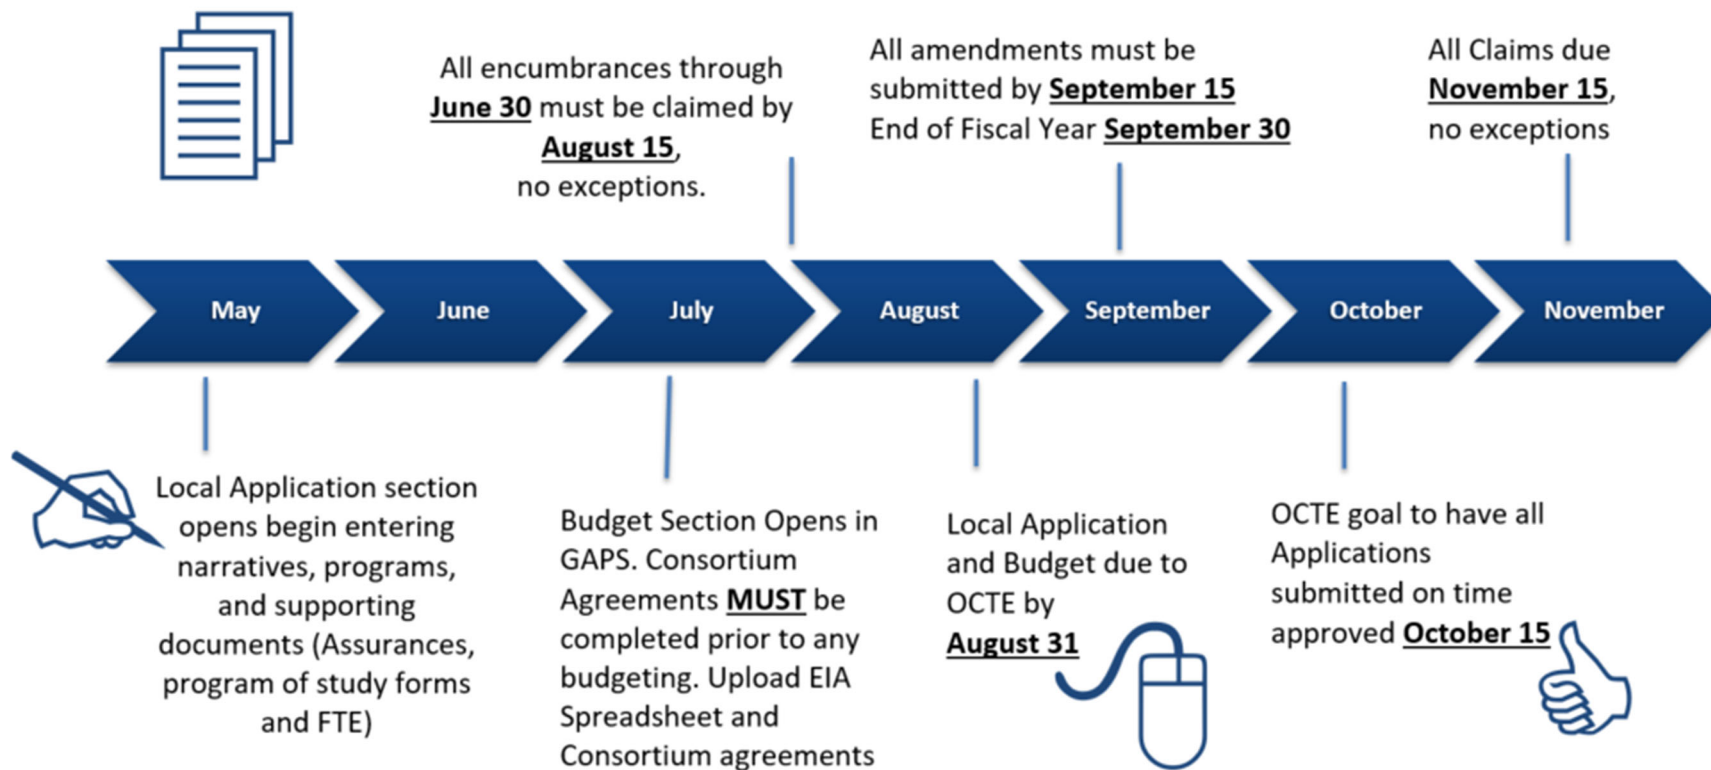 All encumbrances through
June 30 must be claimed by
August 15,
no exceptions.
All amendments must be
submitted by September 15
End of Fiscal Year September 30
All Claims due
November 15,
no exceptions
May
June
July
August
September
October
November
Local Application section
opens begin entering
narratives, programs,
and supporting
documents (Assurances,
program of study forms
and FTE)
Budget Section Opens in
GAPS. Consortium
Agreements MUST be
completed prior to any
budgeting. Upload EIA
Spreadsheet and
Consortium agreements
Local Application
and Budget due to
OCTE by
August 31
OCTE goal to have all
Applications
submitted on time
approved October 15